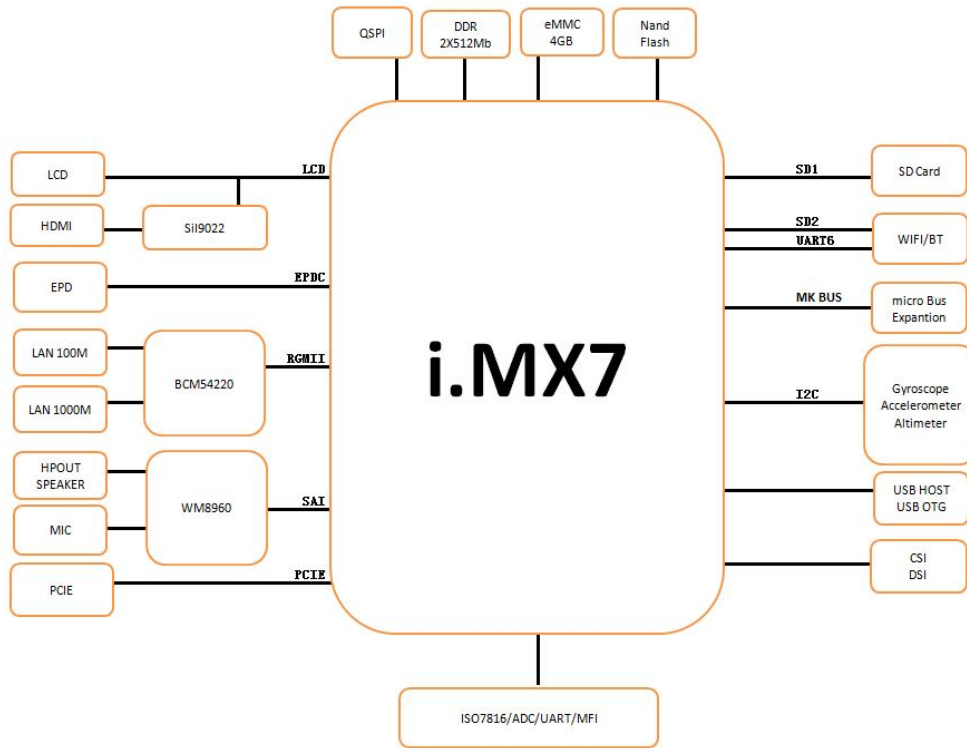 QSPI
DDR
2X512Mb
eMMC
4GB
Nand
Flash
LCD
LCD
HDMI
SiI9022
EPD
EPDC
LAN 100M
BCM54220
RGMII
LAN 1000M
HPOUT
SPEAKER
WM8960
SAI
MIC
PCIE
PCIE
i.MX7
SD1
SD Card
SD2
UART6
WIFI/BT
MK BUS
micro Bus
Expantion
I2C
Gyroscope
Accelerometer
Altimeter
USB HOST
USB OTG
CSI
DSI
ISO7816/ADC/UART/MFI